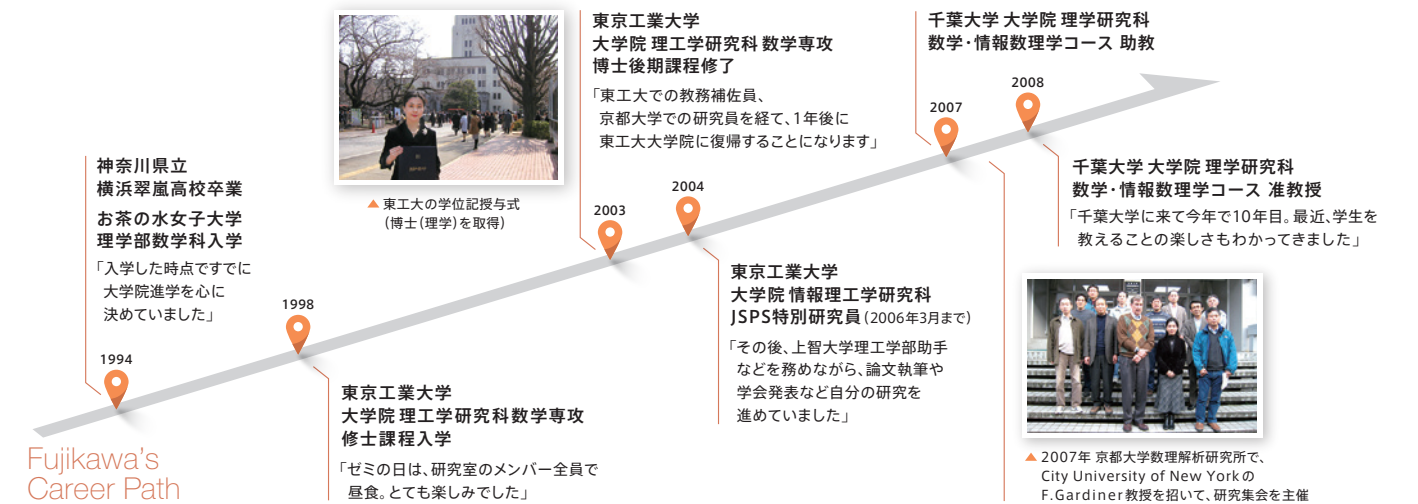 Fujikawa's
Career Path
1994
神奈川県立
横浜翠嵐高校卒業
お茶の水女子大学
理学部数学科入学
「入学した時点ですでに
大学院進学を心に
決めていました」
1998
東京工業大学
大学院 理工学研究科 数学専攻
修士課程入学
「ゼミの日は、研究室のメンバー全員で
昼食。とても楽しみでした」
▲ 東工大の学位記授与式
(博士(理学)を取得)
2003
東京工業大学
大学院 理工学研究科 数学専攻
博士後期課程修了
「東工大での教務補佐員、
京都大学での研究員を経て、1年後に
東工大大学院に復帰することになります」
2004
東京工業大学
大学院 情報理工学研究科
JSPS特別研究員(2006年3月まで)
「その後、上智大学理工学部助手
などを務めながら、論文執筆や
学会発表など自分の研究を
進めていました」
2007
千葉大学 大学院 理学研究科
数学・情報数理学コース 助教
2008
千葉大学 大学院 理学研究科
数学・情報数理学コース 准教授
「千葉大学に来て今年で10年目。最近、学生を
教えることの楽しさもわかってきました」
▲ 2007年 京都大学数理解析研究所で、
City University of New Yorkの
F.Gardiner教授を招いて、研究集会を主催